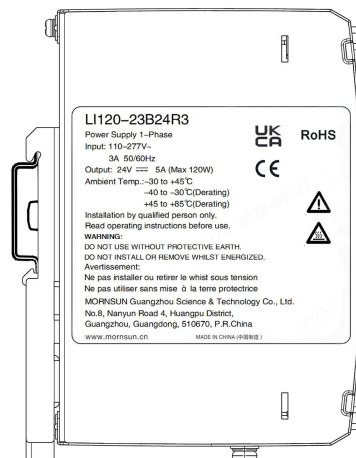 LI120-23B24R3
Power Supply 1-Phase
Input: 110-277V~
3A 50/60Hz
Output: 24V ⎓ 5A (Max 120W)
Ambient Temp.:-30 to +45℃
-40 to -30℃(Derating)
+45 to +85℃(Derating)
Installation by qualified person only.
Read operating instructions before use.
WARNING:
DO NOT USE WITHOUT PROTECTIVE EARTH.
DO NOT INSTALL OR REMOVE WHILST ENERGIZED.
Avertissement:
Ne pas installer ou retirer le whist sous tension
Ne pas utiliser sans mise à la terre protectrice
MORNSUN Guangzhou Science & Technology Co., Ltd.
No.8, Nanyun Road 4, Huangpu District,
Guangzhou, Guangdong, 510670, P.R.China
www.mornsun.cn MADE IN CHINA (中国制造)
UK
CA
RoHS
CE